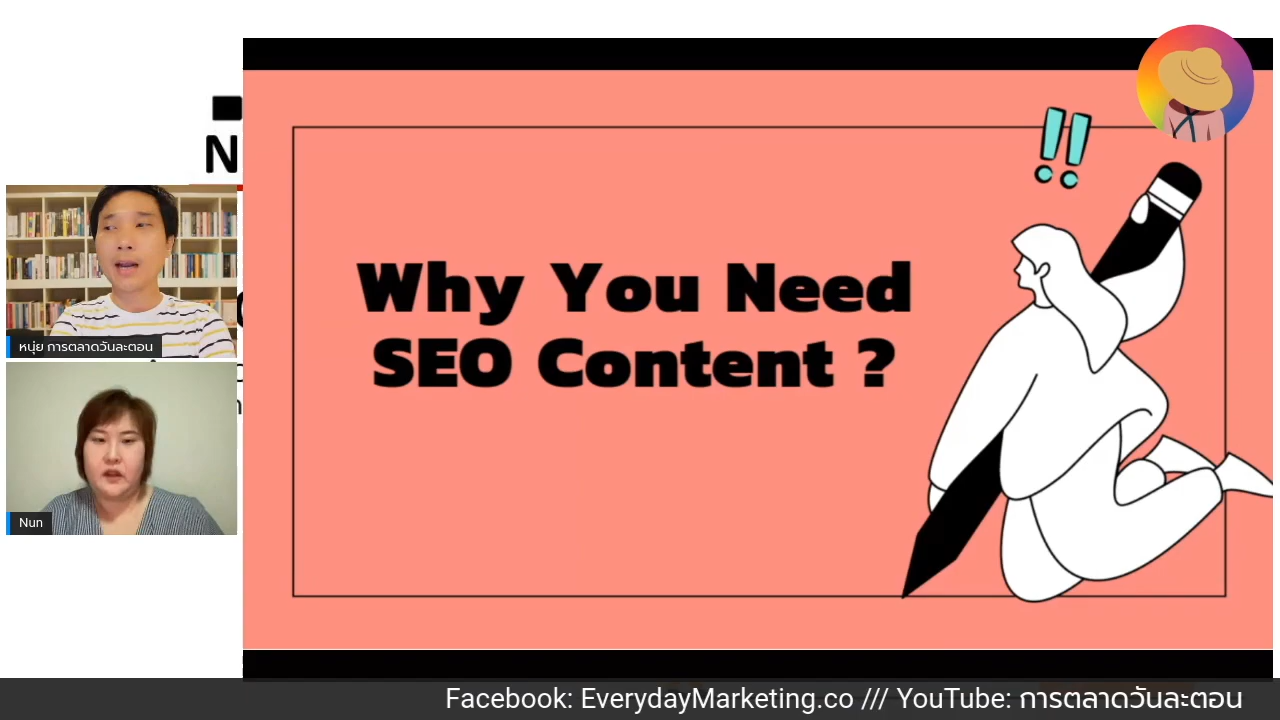 N
หนุ่ย การตลาดวันละตอน
Nun
Why You Need
SEO Content ?
!!
Facebook: EverydayMarketing.co /// YouTube: การตลาดวันละตอน